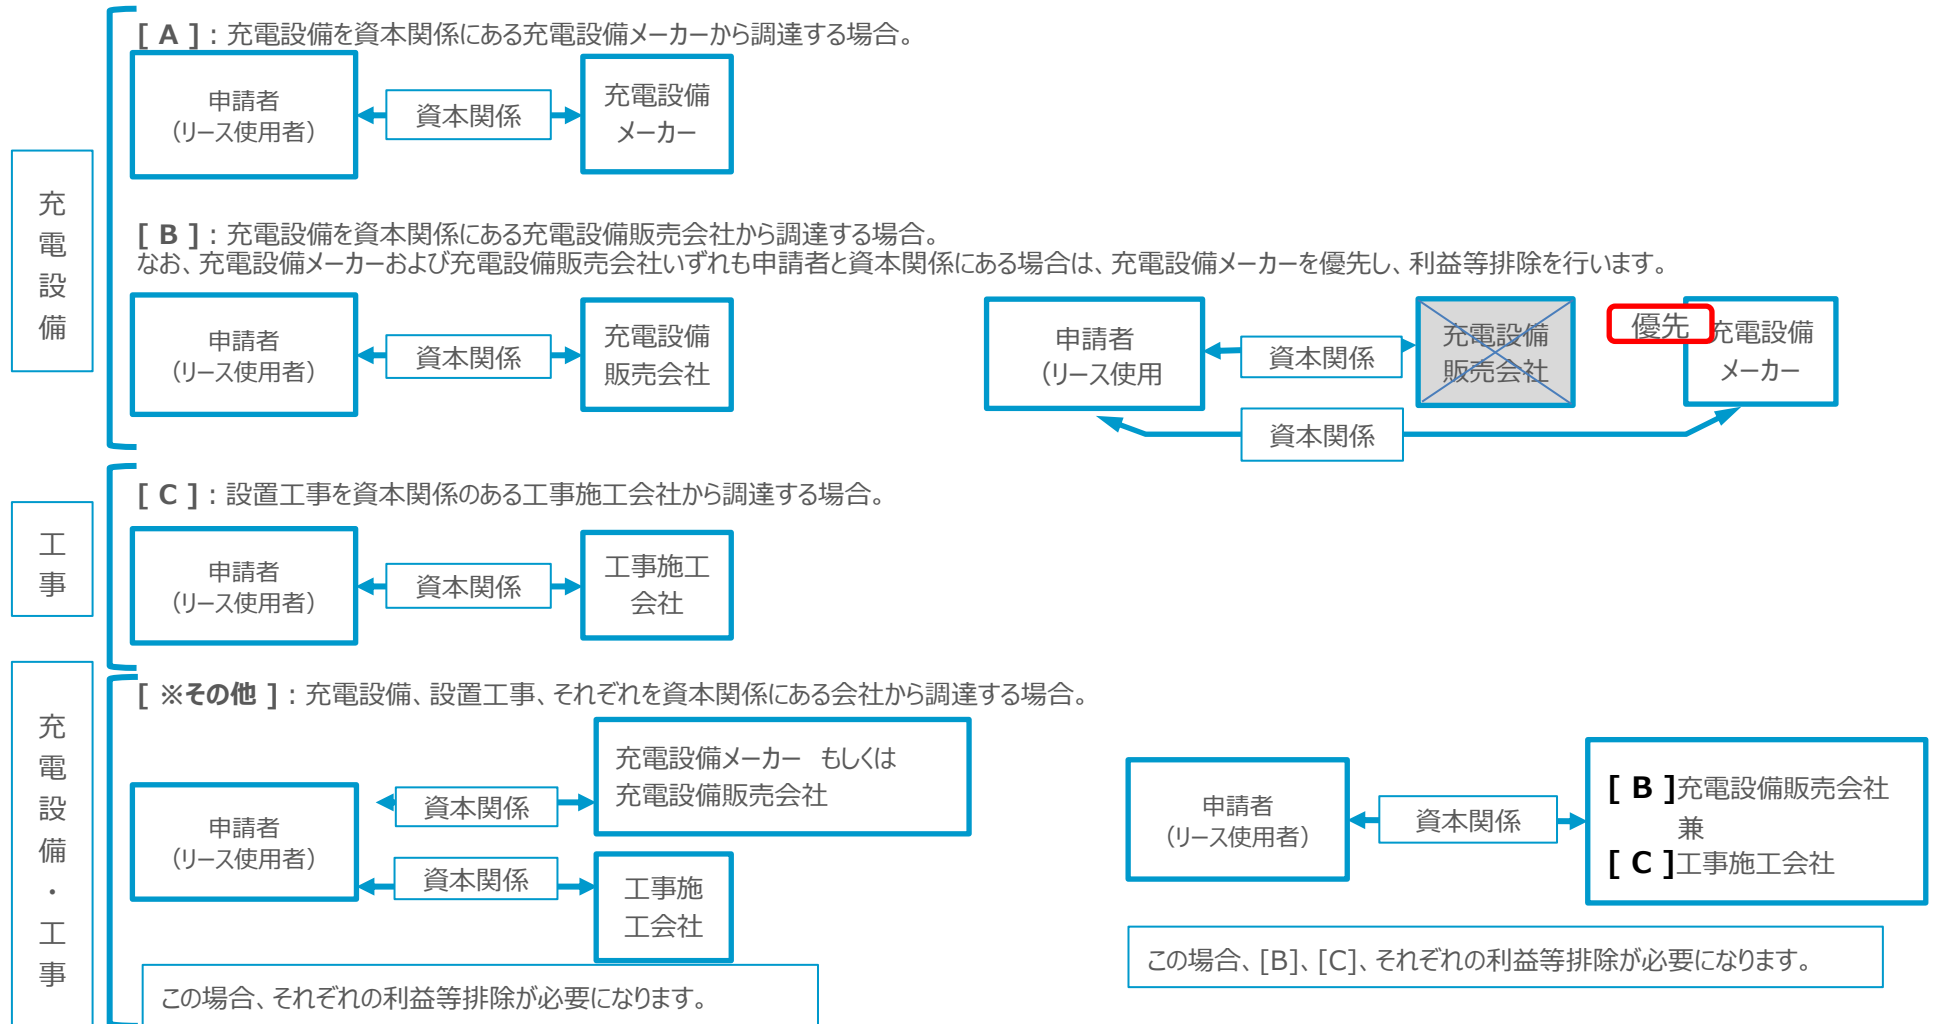 充電設備
[ A ]：充電設備を資本関係にある充電設備メーカーから調達する場合。
申請者
（リース使用者）
資本関係
充電設備
メーカー
[ B ]：充電設備を資本関係にある充電設備販売会社から調達する場合。
なお、充電設備メーカーおよび充電設備販売会社いずれも申請者と資本関係にある場合は、充電設備メーカーを優先し、利益等排除を行います。
申請者
（リース使用者）
資本関係
充電設備
販売会社
申請者
（リース使用
資本関係
充電設備
販売会社
優先
充電設備
メーカー
資本関係
工事
[ C ]：設置工事を資本関係のある工事施工会社から調達する場合。
申請者
（リース使用者）
資本関係
工事施工
会社
充電設備・工事
[ ※その他 ]：充電設備、設置工事、それぞれを資本関係にある会社から調達する場合。
申請者
（リース使用者）
資本関係
充電設備メーカー　もしくは
充電設備販売会社
資本関係
工事施
工会社
この場合、それぞれの利益等排除が必要になります。
申請者
（リース使用者）
資本関係
[ B ]充電設備販売会社
兼
[ C ]工事施工会社
この場合、[B]、[C]、それぞれの利益等排除が必要になります。